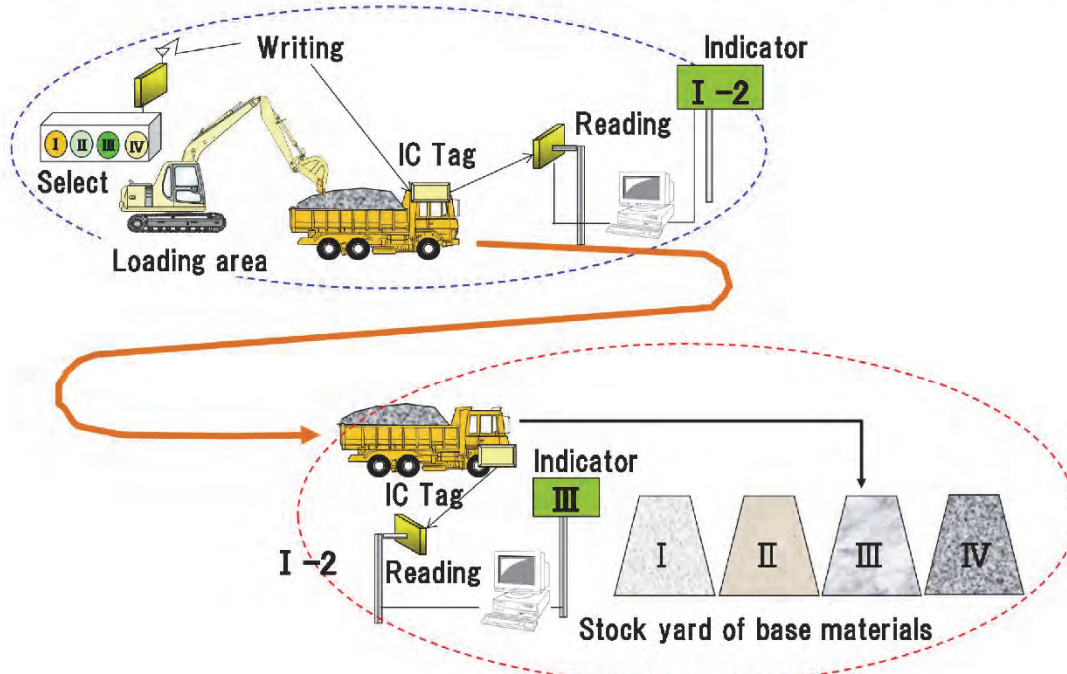 Writing
Indicator
Ⅰ-2
Reading
IC Tag
Ⅰ Ⅱ Ⅲ Ⅳ
Select
Loading area
Indicator
Ⅲ
IC Tag
Ⅰ-2
Reading
Ⅰ Ⅱ Ⅲ Ⅳ
Stock yard of base materials